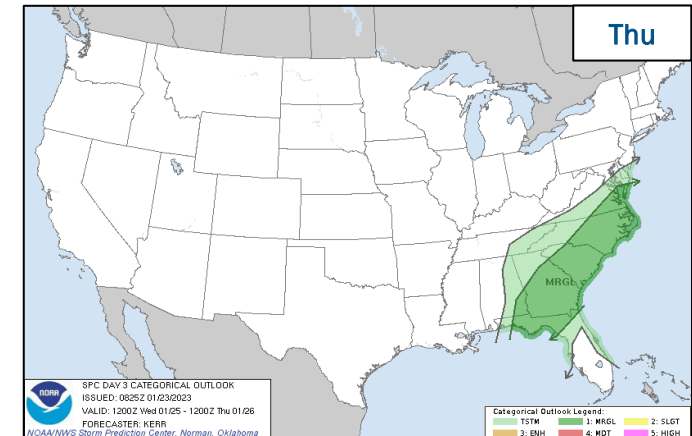 Thu
MRGL
NOAA
SPC DAY 3 CATEGORICAL OUTLOOK
ISSUED: 0825Z 01/23/2023
VALID: 1200Z Wed 01/25 - 1200Z Thu 01/26
FORECASTER: KERR
NOAA/NWS Storm Prediction Center, Norman, Oklahoma
Categorical Outlook Legend:
TSTM 1: MRGL 2: SLGT
3: ENH 4: MDT 5: HIGH